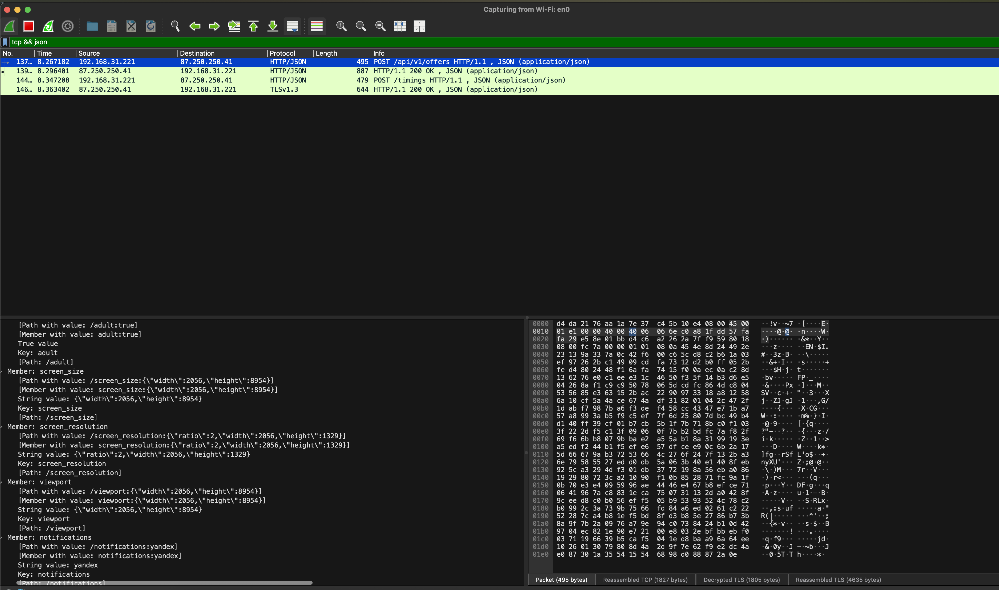 Capturing from Wi-Fi: en0
tcp && json
No. Time Source Destination Protocol Length Info
137… 8.267182 192.168.31.221 87.250.250.41 HTTP/JSON 495 POST /api/v1/offers HTTP/1.1 , JSON (application/json)
139… 8.296401 87.250.250.41 192.168.31.221 HTTP/JSON 887 HTTP/1.1 200 OK , JSON (application/json)
144… 8.347208 192.168.31.221 87.250.250.41 HTTP/JSON 479 POST /timings HTTP/1.1 , JSON (application/json)
146… 8.363402 87.250.250.41 192.168.31.221 TLSv1.3 644 HTTP/1.1 200 OK , JSON (application/json)
[Path with value: /adult:true]
[Member with value: adult:true]
True value
Key: adult
[Path: /adult]
Member: screen_size
[Path with value: /screen_size:{\"width\":2056,\"height\":8954}]
[Member with value: screen_size:{\"width\":2056,\"height\":8954}]
String value: {\"width\":2056,\"height\":8954}
Key: screen_size
[Path: /screen_size]
Member: screen_resolution
[Path with value: /screen_resolution:{\"ratio\":2,\"width\":2056,\"height\":1329}]
[Member with value: screen_resolution:{\"ratio\":2,\"width\":2056,\"height\":1329}]
String value: {\"ratio\":2,\"width\":2056,\"height\":1329}
Key: screen_resolution
[Path: /screen_resolution]
Member: viewport
[Path with value: /viewport:{\"width\":2056,\"height\":8954}]
[Member with value: viewport:{\"width\":2056,\"height\":8954}]
String value: {\"width\":2056,\"height\":8954}
Key: viewport
[Path: /viewport]
Member: notifications
[Path with value: /notifications:yandex]
[Member with value: notifications:yandex]
String value: yandex
Key: notifications
[Path: /notifications]
0000 d4 da 21 76 aa 1a 7e 37 c4 5b 10 e4 08 00 45 00 ··!v··~7 ·[····E·
0010 01 e1 00 00 40 00 40 06 06 6e c0 a8 1f dd 57 fa ····@·@· ·n····W·
0020 fa 29 e5 8e 01 bb d4 c6 a2 26 2a 7f f9 59 80 18 ·)······ ·&*··Y··
0030 08 00 fc 7a 00 00 01 01 08 0a 45 4e 8d 24 49 2e ···z···· ··EN·$I.
0040 23 13 9a 33 7a 0c 42 f6 00 c6 5c d8 c2 b6 1a 03 #··3z·B· ··\·····
0050 ef 97 26 2b c1 49 09 cd fa 73 12 d2 b0 ff 05 2b ··&+·I·· ·s·····+
0060 fe d4 80 24 48 f1 6a fa 74 15 f0 0a ec 0a c2 8d ···$H·j· t·······
0070 13 62 76 e0 c1 ee e3 1c 46 50 f3 5f 14 b3 d6 e5 ·bv····· FP·_····
0080 04 26 8a f1 c9 c9 50 78 06 5d cd fc 86 4d c8 04 ·&····Px ·]···M··
0090 53 56 85 e3 63 15 2b ac 22 90 97 33 18 a8 12 58 SV··c·+· "··3···X
00a0 6a 10 cf 5a 4a ce 67 4a df 31 82 01 04 2c 47 2f j··ZJ·gJ ·1···,G/
00b0 1d ab f7 98 7b a6 f3 de f4 58 cc 43 47 e7 1b a7 ····{··· ·X·CG···
00c0 57 a8 99 3a b5 f9 c5 ef 7f 6d 25 80 7d bc 49 b4 W··:···· ·m%·}·I·
00d0 d1 40 ff 39 cf 01 b7 cb 5b 1f 7b 71 8b c0 f1 03 ·@·9···· [·{q····
00e0 3f 22 2d f5 c1 3f 09 06 0f 7b b2 bd fc 7a f8 2f ?"-··?·· ·{···z·/
00f0 69 f6 6b b8 07 9b ba e2 a5 5a b1 8a 31 99 19 3e i·k····· ·Z··1··>
0100 a5 ed f2 44 b1 f5 ef e6 57 df ce e9 0c 6b 2a 17 ···D···· W····k*·
0110 5d 66 67 9a b3 72 53 66 4c 27 6f 24 7f 13 2b a3 ]fg··rSf L'o$··+·
0120 6e 79 58 55 27 ed d0 db 5a 06 3b 40 e1 40 8f eb nyXU'··· Z·;@·@··
0130 92 5c a3 29 4d f3 01 db 37 72 19 8a 56 eb a0 86 ·\·)M··· 7r··V···
0140 19 29 80 72 3c a2 10 90 f1 0b 85 28 71 fc 9a 1f ·)·r<··· ···(q···
0150 0b 70 e3 e4 09 59 96 ae 44 46 e4 67 b8 ef ce 71 ·p···Y·· DF·g···q
0160 06 41 96 7a c8 83 1e ca 75 07 31 13 2d a0 42 8f ·A·z···· u·1·-·B·
0170 9c ee d8 c0 b0 56 ef f5 05 b9 53 93 52 4c 78 c2 ·····V·· ··S·RLx·
0180 b0 99 2c 3a 73 9b 75 66 fd 84 a6 ed 02 61 c2 22 ··,:s·uf ·····a·"
0190 52 28 7c a4 b8 1e f5 bd 8f d3 b8 5e 27 86 b7 3b R(|····· ···^'··;
01a0 8a 9f 7b 2a 09 76 a7 9e 94 c0 73 84 24 b1 0d 42 ··{*·v·· ··s·$··B
01b0 97 04 ec 82 1e 90 e7 21 00 e8 03 2e bf bb eb f0 ·······! ···.····
01c0 03 71 19 66 39 b5 ca f5 04 1e d8 ba a9 6a 64 ee ·q·f9··· ·····jd·
01d0 10 26 01 30 79 80 8d 4a 2d 9f 7e 62 f9 e2 dc 4a ·&·0y··J -·~b···J
01e0 e0 87 30 1a 35 54 15 54 68 98 d0 88 87 2a 0e ··0·5T·T h····*·
Packet (495 bytes) Reassembled TCP (1827 bytes) Decrypted TLS (1805 bytes) Reassembled TLS (4635 bytes)